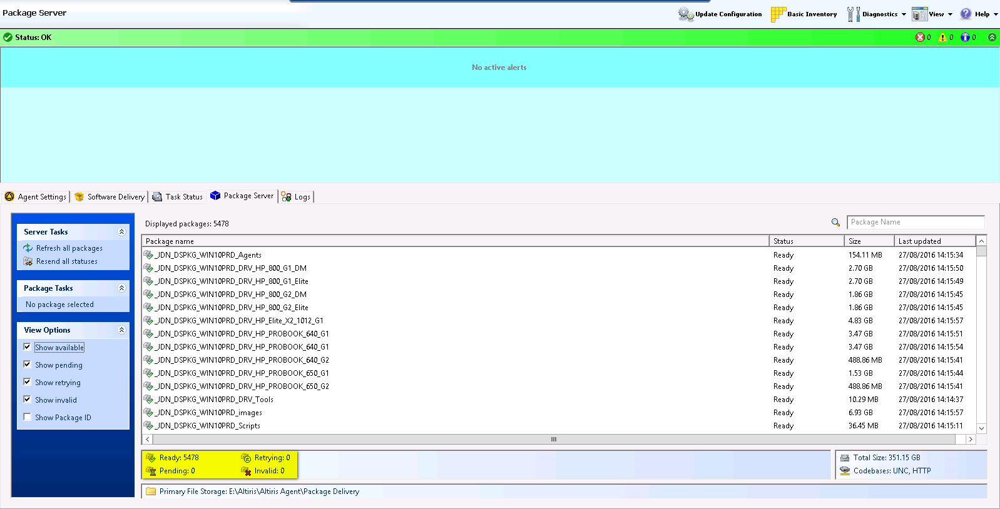 Package Server
Update Configuration Basic Inventory Diagnostics View Help
Status: OK 0 0 0
No active alerts
Agent Settings Software Delivery Task Status Package Server Logs
Server Tasks
Refresh all packages
Resend all statuses
Package Tasks
No package selected
View Options
Show available
Show pending
Show retrying
Show invalid
Show Package ID
Displayed packages: 5478 Package Name
Package name Status Size Last updated
_JDN_DSPKG_WIN10PRD_Agents Ready 154.11 MB 27/08/2016 14:15:34
_JDN_DSPKG_WIN10PRD_DRV_HP_800_G1_DM Ready 2.70 GB 27/08/2016 14:15:50
_JDN_DSPKG_WIN10PRD_DRV_HP_800_G1_Elite Ready 2.70 GB 27/08/2016 14:15:49
_JDN_DSPKG_WIN10PRD_DRV_HP_800_G2_DM Ready 1.86 GB 27/08/2016 14:15:45
_JDN_DSPKG_WIN10PRD_DRV_HP_800_G2_Elite Ready 1.86 GB 27/08/2016 14:15:45
_JDN_DSPKG_WIN10PRD_DRV_HP_Elite_X2_1012_G1 Ready 4.83 GB 27/08/2016 14:15:57
_JDN_DSPKG_WIN10PRD_DRV_HP_PROBOOK_640_G1 Ready 3.47 GB 27/08/2016 14:15:51
_JDN_DSPKG_WIN10PRD_DRV_HP_PROBOOK_640_G1 Ready 3.47 GB 27/08/2016 14:15:54
_JDN_DSPKG_WIN10PRD_DRV_HP_PROBOOK_640_G2 Ready 488.86 MB 27/08/2016 14:15:41
_JDN_DSPKG_WIN10PRD_DRV_HP_PROBOOK_650_G1 Ready 1.53 GB 27/08/2016 14:15:44
_JDN_DSPKG_WIN10PRD_DRV_HP_PROBOOK_650_G2 Ready 488.86 MB 27/08/2016 14:15:41
_JDN_DSPKG_WIN10PRD_DRV_Tools Ready 10.29 MB 27/08/2016 14:14:37
_JDN_DSPKG_WIN10PRD_images Ready 6.93 GB 27/08/2016 14:15:57
_JDN_DSPKG_WIN10PRD_Scripts Ready 36.45 MB 27/08/2016 14:15:11
Ready: 5478 Retrying: 0 Total Size: 351.15 GB
Pending: 0 Invalid: 0 Codebases: UNC, HTTP
Primary File Storage: E:\Altiris\Altiris Agent\Package Delivery